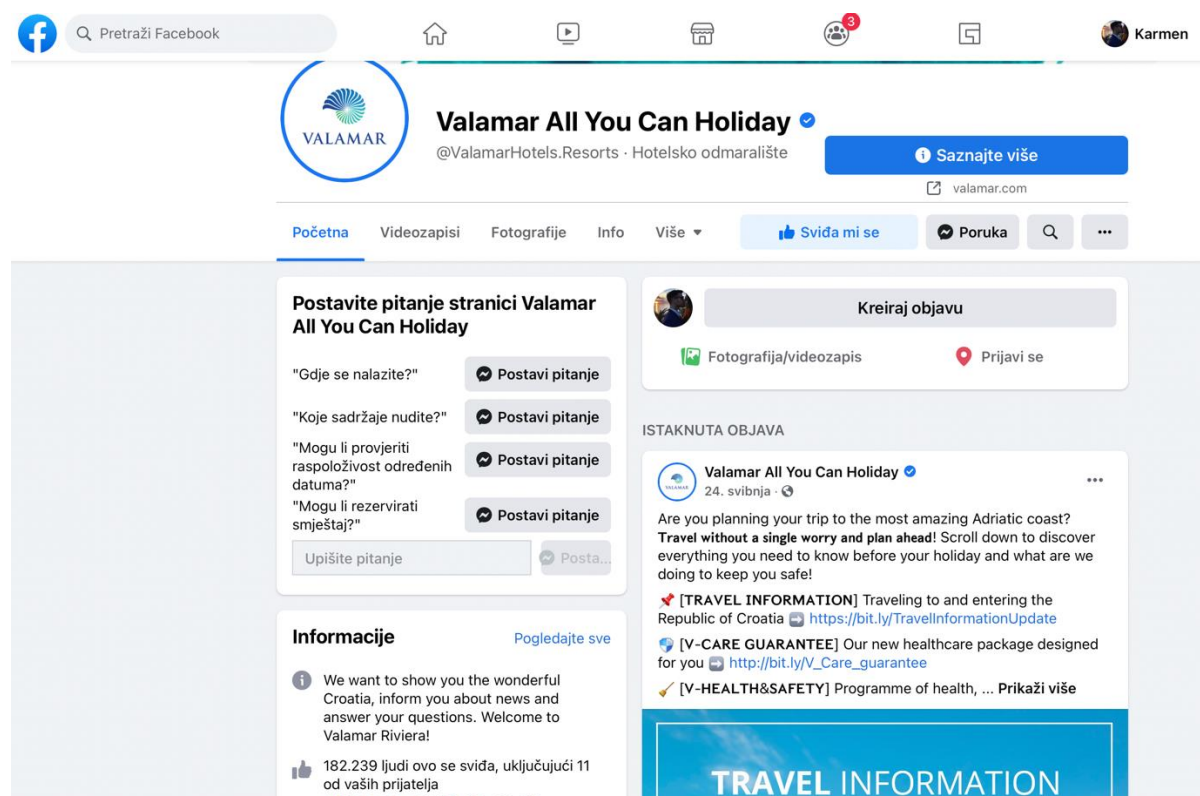 Pretraži Facebook
3
Karmen
VALAMAR
Valamar All You Can Holiday
@ValamarHotels.Resorts · Hotelsko odmaralište
Saznajte više
valamar.com
Početna
Videozapisi
Fotografije
Info
Više
Sviđa mi se
Poruka
Postavite pitanje stranici Valamar
All You Can Holiday
"Gdje se nalazite?"
Postavi pitanje
"Koje sadržaje nudite?"
Postavi pitanje
"Mogu li provjeriti
raspoloživost određenih
datuma?"
Postavi pitanje
"Mogu li rezervirati
smještaj?"
Postavi pitanje
Upišite pitanje
Posta...
Informacije
Pogledajte sve
We want to show you the wonderful
Croatia, inform you about news and
answer your questions. Welcome to
Valamar Riviera!
182.239 ljudi ovo se sviđa, uključujući 11
od vaših prijatelja
Kreiraj objavu
Fotografija/videozapis
Prijavi se
ISTAKNUTA OBJAVA
VALAMAR
Valamar All You Can Holiday
24. svibnja ·
Are you planning your trip to the most amazing Adriatic coast?
Travel without a single worry and plan ahead! Scroll down to discover
everything you need to know before your holiday and what are we
doing to keep you safe!
📌 [TRAVEL INFORMATION] Traveling to and entering the
Republic of Croatia ➡️ https://bit.ly/TravelInformationUpdate
[V-CARE GUARANTEE] Our new healthcare package designed
for you ➡️ http://bit.ly/V_Care_guarantee
🧹 [V-HEALTH&SAFETY] Programme of health, ... Prikaži više
TRAVEL INFORMATION